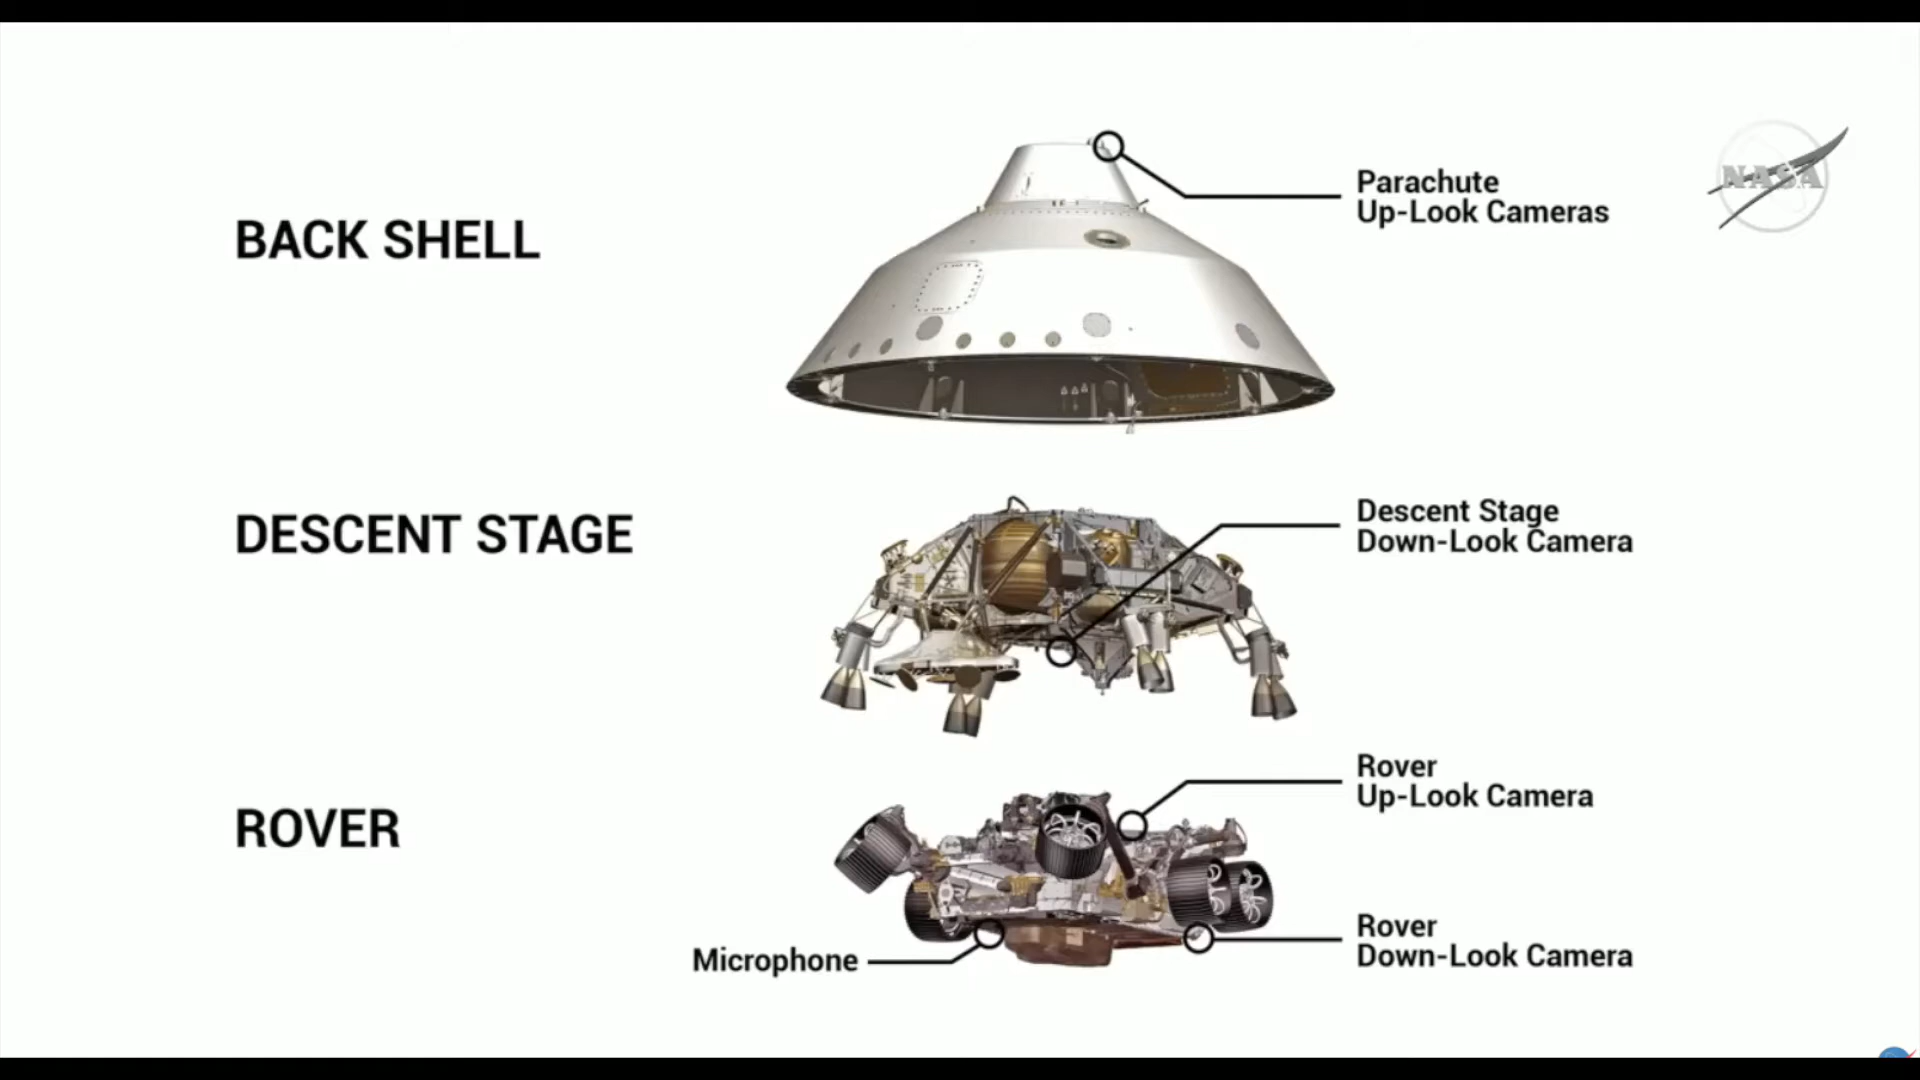 BACK SHELL
Parachute
Up-Look Cameras
NASA
DESCENT STAGE
Descent Stage
Down-Look Camera
ROVER
Rover
Up-Look Camera
Microphone
Rover
Down-Look Camera